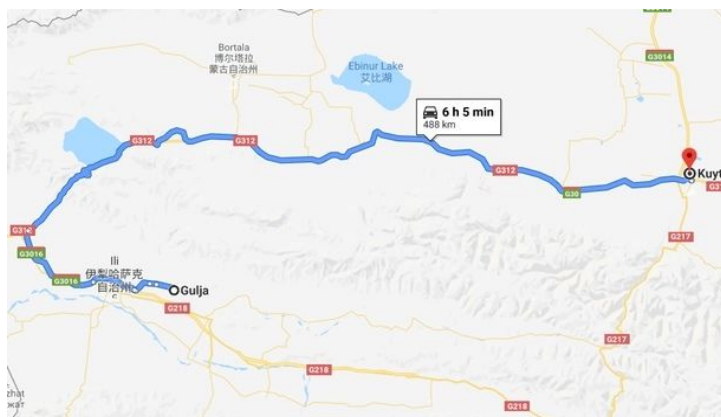 Bortala
博尔塔拉
蒙古自治州
Ebinur Lake
艾比湖
G3014
6 h 5 min
488 km
G312
G312
G312
G30
G312
G3016
G3016
Ili
伊犁哈萨克
自治州
Gulja
G218
G218
G218
G217
G217
Kuyt
zhat